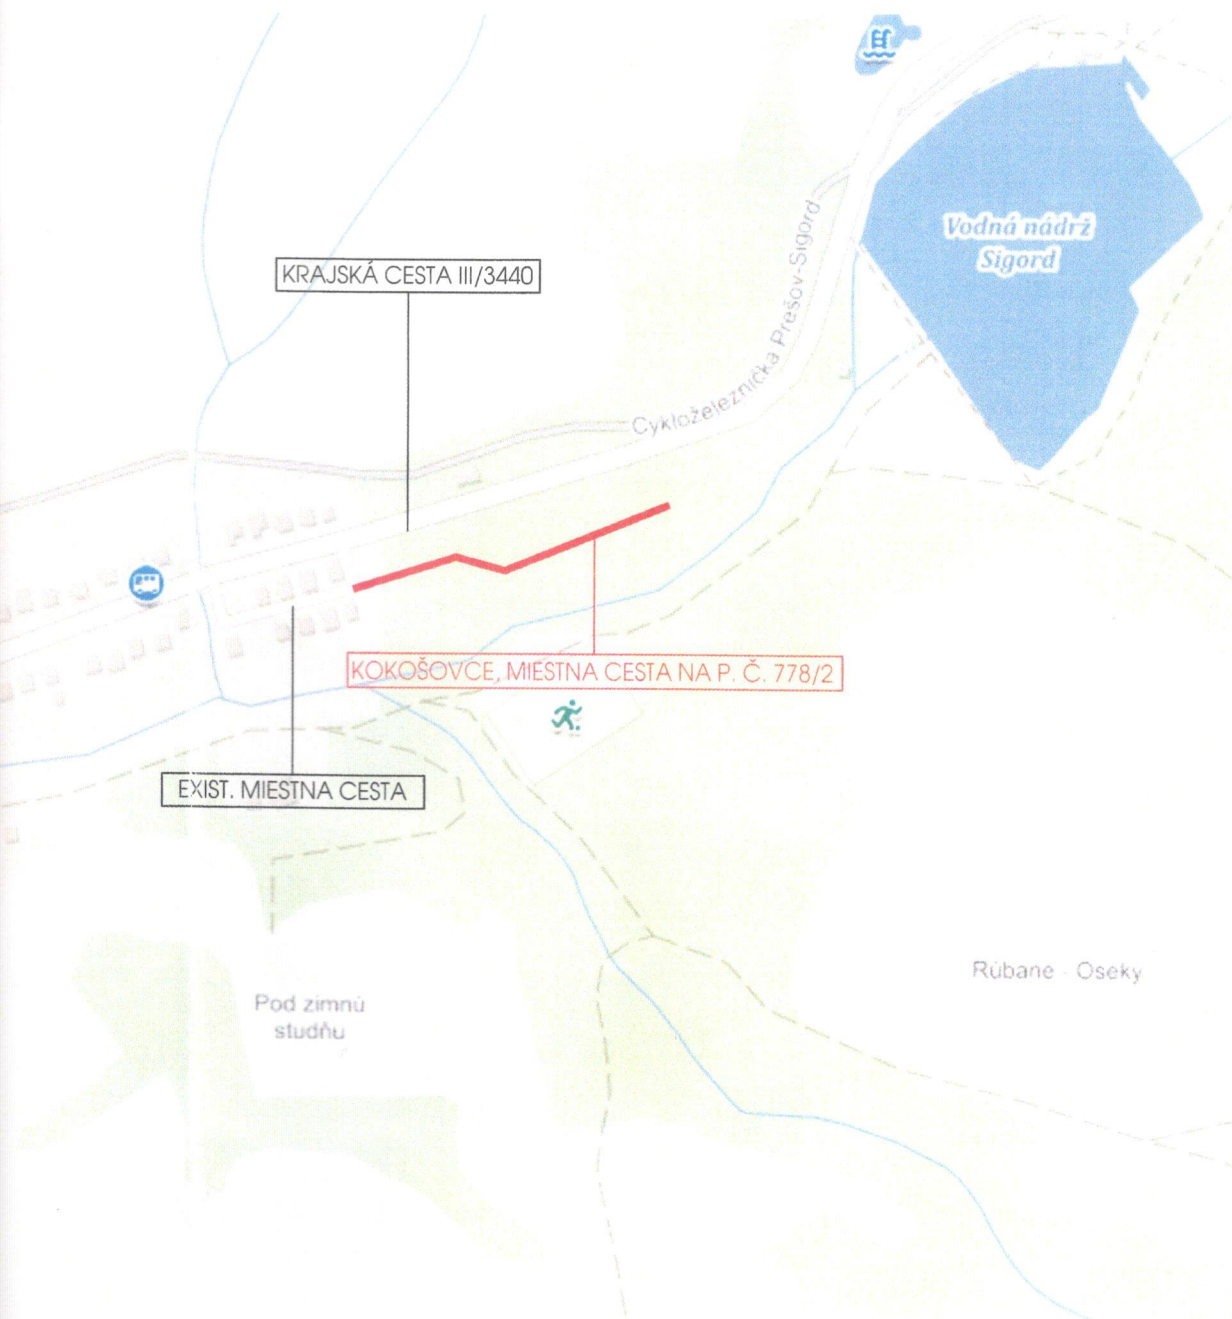 Vodná nádrž
Sigord
KRAJSKÁ CESTA III/3440
Cykloželeznička Prešov-Sigord
KOKOŠOVCE, MIESTNA CESTA NA P. Č. 778/2
EXIST. MIESTNA CESTA
Rúbane - Oseky
Pod zimnú
studňu